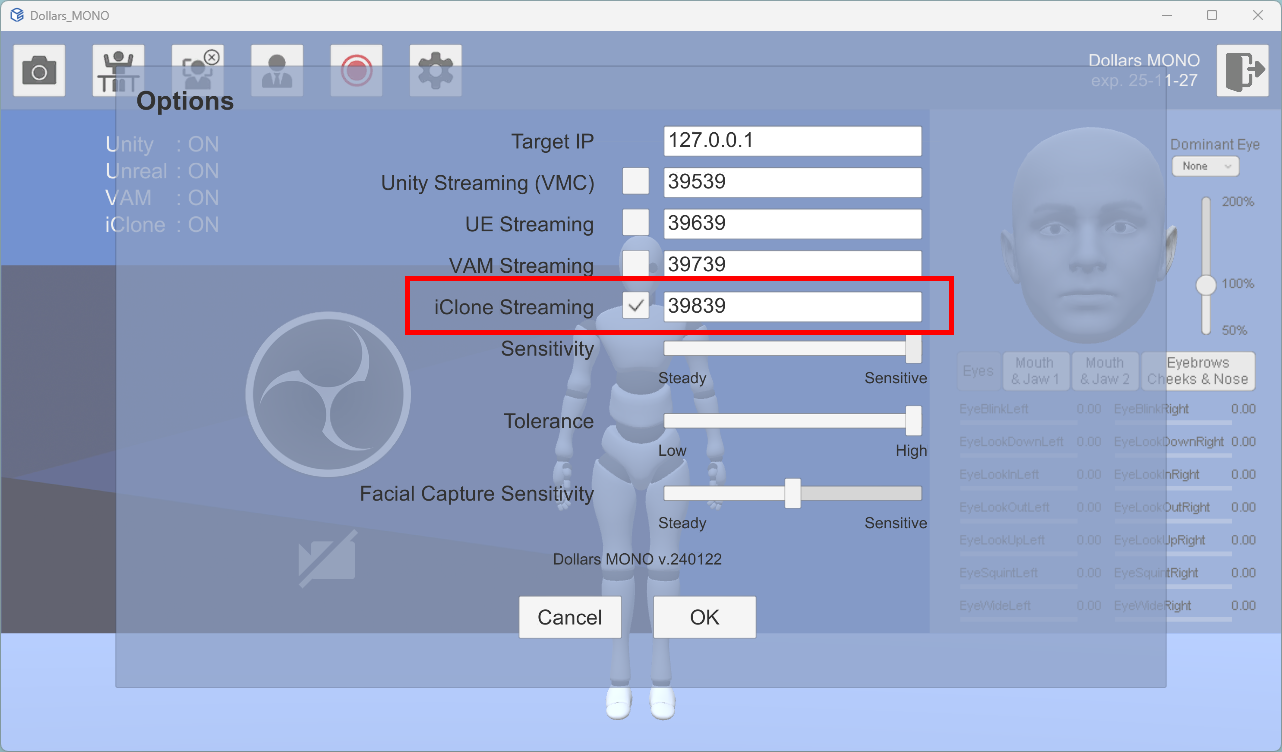 Dollars_MONO
Dollars MONO
exp. 25-11-27
Options
Unity : ON
Unreal : ON
VAM : ON
iClone : ON
Target IP 127.0.0.1
Unity Streaming (VMC) 39539
UE Streaming 39639
VAM Streaming 39739
iClone Streaming 39839
Sensitivity
Steady Sensitive
Tolerance
Low High
Facial Capture Sensitivity
Steady Sensitive
Dollars MONO v.240122
Cancel OK
Dominant Eye
None
200%
100%
50%
Eyes
Mouth
& Jaw 1
Mouth
& Jaw 2
Eyebrows
Cheeks & Nose
EyeBlinkLeft 0.00 EyeBlinkRight 0.00
EyeLookDownLeft 0.00 EyeLookDownRight 0.00
EyeLookInLeft 0.00 EyeLookInRight 0.00
EyeLookOutLeft 0.00 EyeLookOutRight 0.00
EyeLookUpLeft 0.00 EyeLookUpRight 0.00
EyeSquintLeft 0.00 EyeSquintRight 0.00
EyeWideLeft 0.00 EyeWideRight 0.00